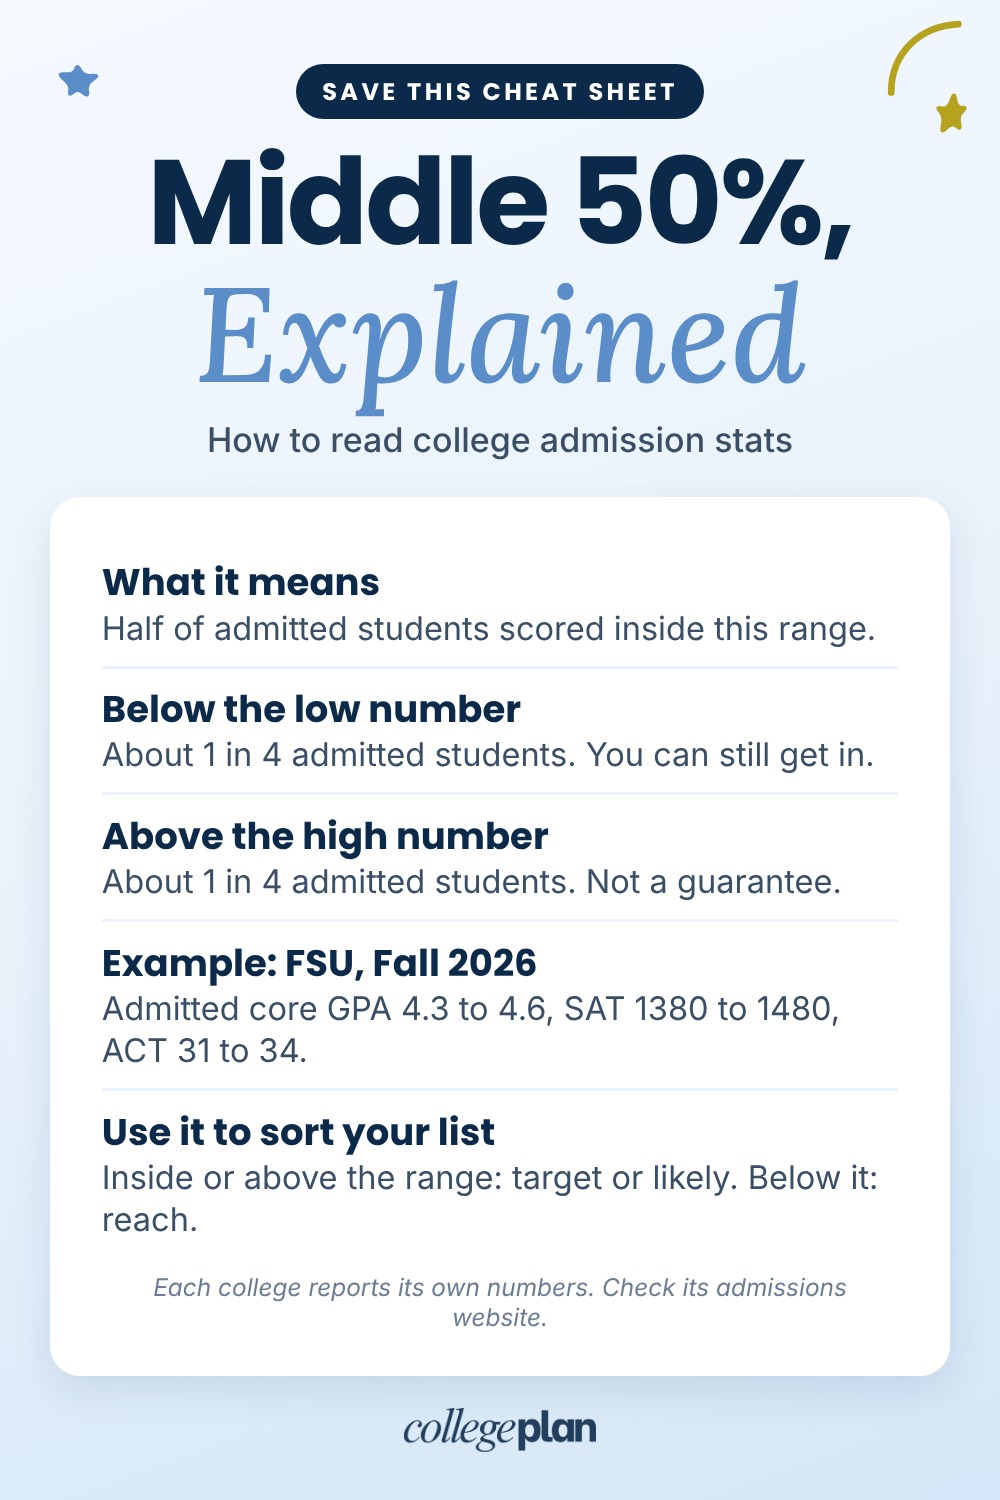 SAVE THIS CHEAT SHEET
Middle 50%,
Explained
How to read college admission stats
What it means
Half of admitted students scored inside this range.
Below the low number
About 1 in 4 admitted students. You can still get in.
Above the high number
About 1 in 4 admitted students. Not a guarantee.
Example: FSU, Fall 2026
Admitted core GPA 4.3 to 4.6, SAT 1380 to 1480,
ACT 31 to 34.
Use it to sort your list
Inside or above the range: target or likely. Below it:
reach.
Each college reports its own numbers. Check its admissions
website.
collegeplan